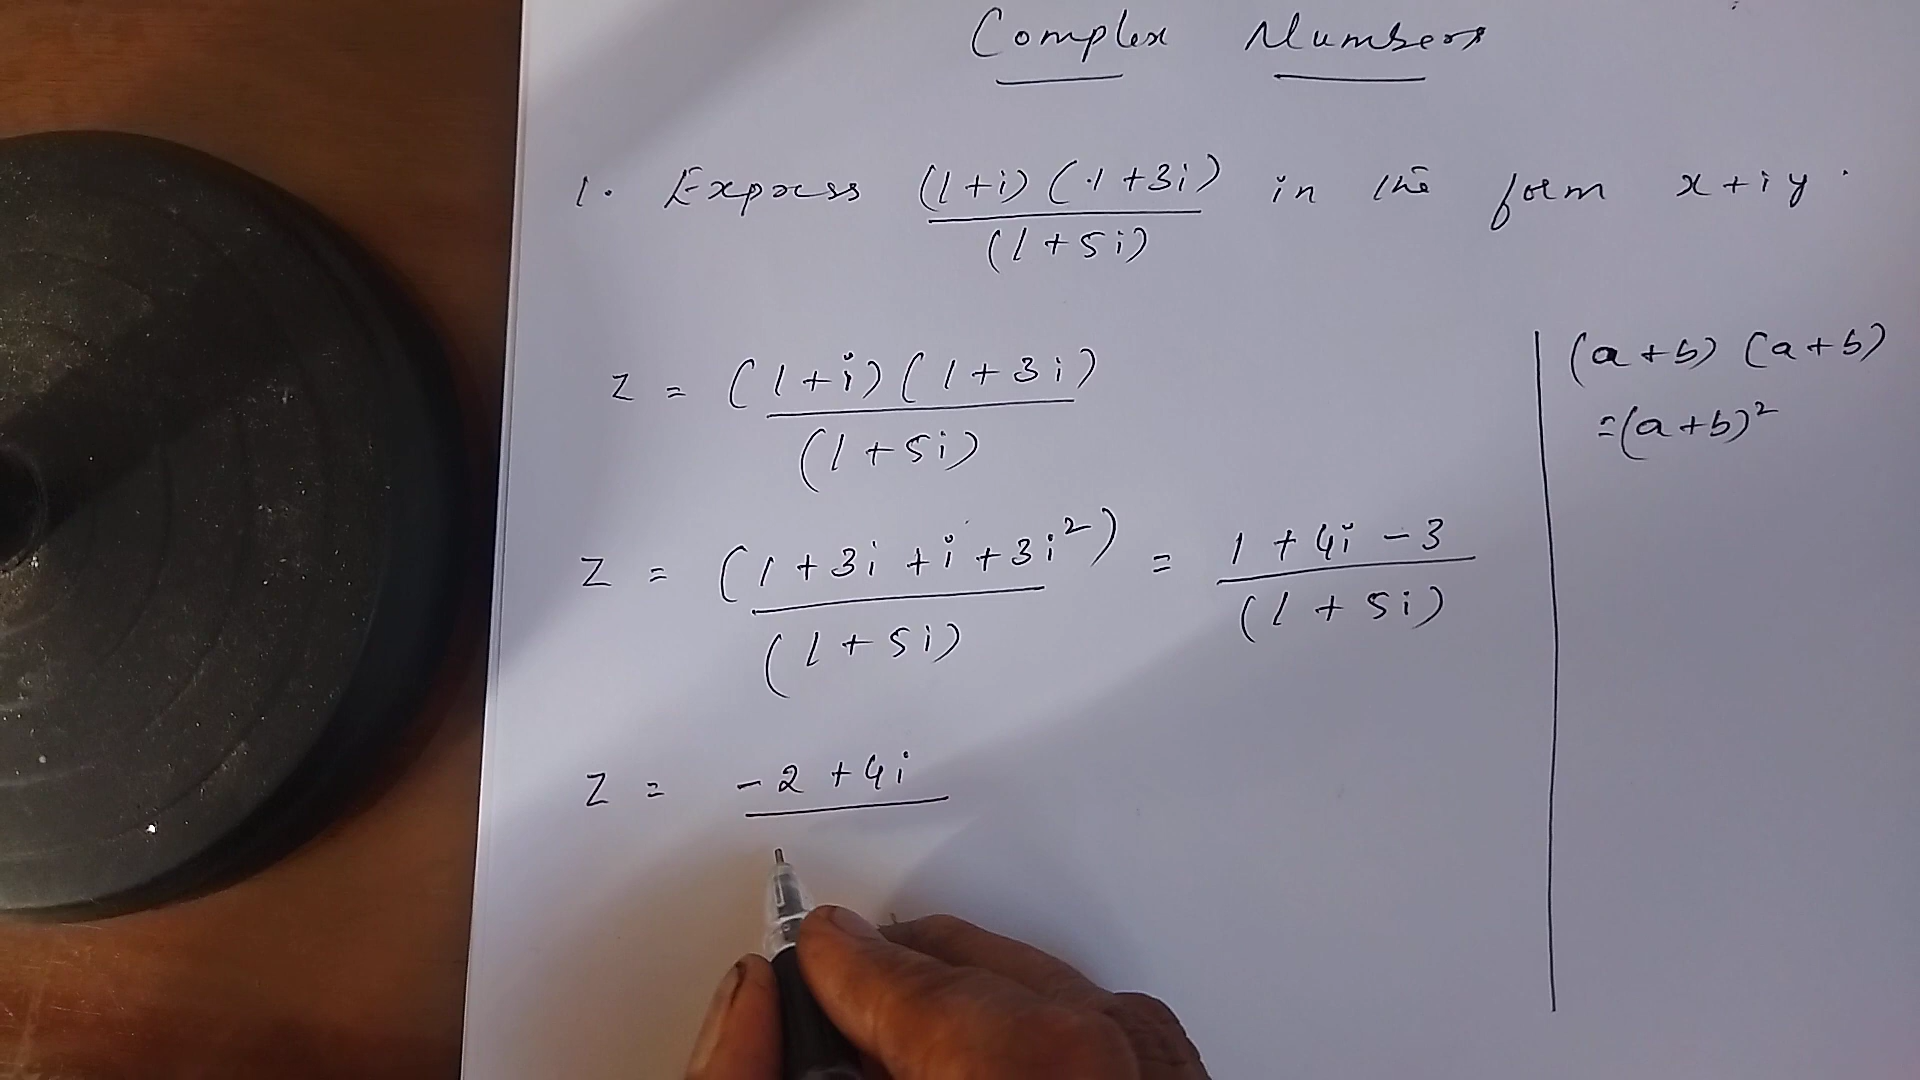 Complex Numbers
1. Express (1+i)(1+3i) / (1+5i) in the form x+iy.
z = (1+i)(1+3i) / (1+5i)
z = (1+3i+i+3i²) / (1+5i) = 1+4i-3 / (1+5i)
z = -2+4i
(a+b)(a+b)
=(a+b)²